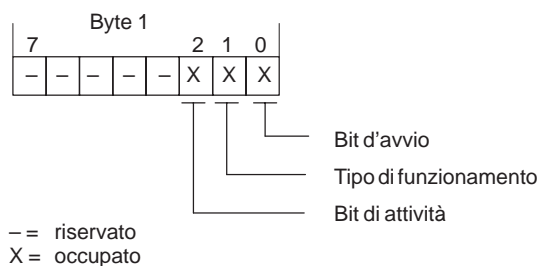 Byte 1
7 2 1 0
– – – – – X X X
Bit d'avvio
Tipo di funzionamento
Bit di attività
– = riservato
X = occupato